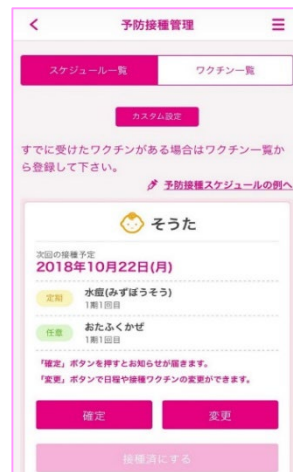 予防接種管理
スケジュール一覧
ワクチン一覧
カスタム設定
すでに受けたワクチンがある場合はワクチン一覧か
ら登録して下さい。
予防接種スケジュールの例へ
そうた
次回の接種予定
2018年10月22日(月)
定期
水痘(みずぼうそう)
1期1回目
任意
おたふくかぜ
1期1回目
「確定」ボタンを押すとお知らせが届きます。
「変更」ボタンで日程や接種ワクチンの変更ができます。
確定
変更
接種済にする